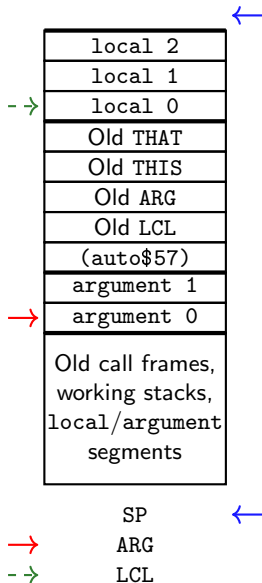 local 2
local 1
local 0
Old THAT
Old THIS
Old ARG
Old LCL
(auto$57)
argument 1
argument 0
Old call frames,
working stacks,
local/argument
segments
SP
ARG
LCL